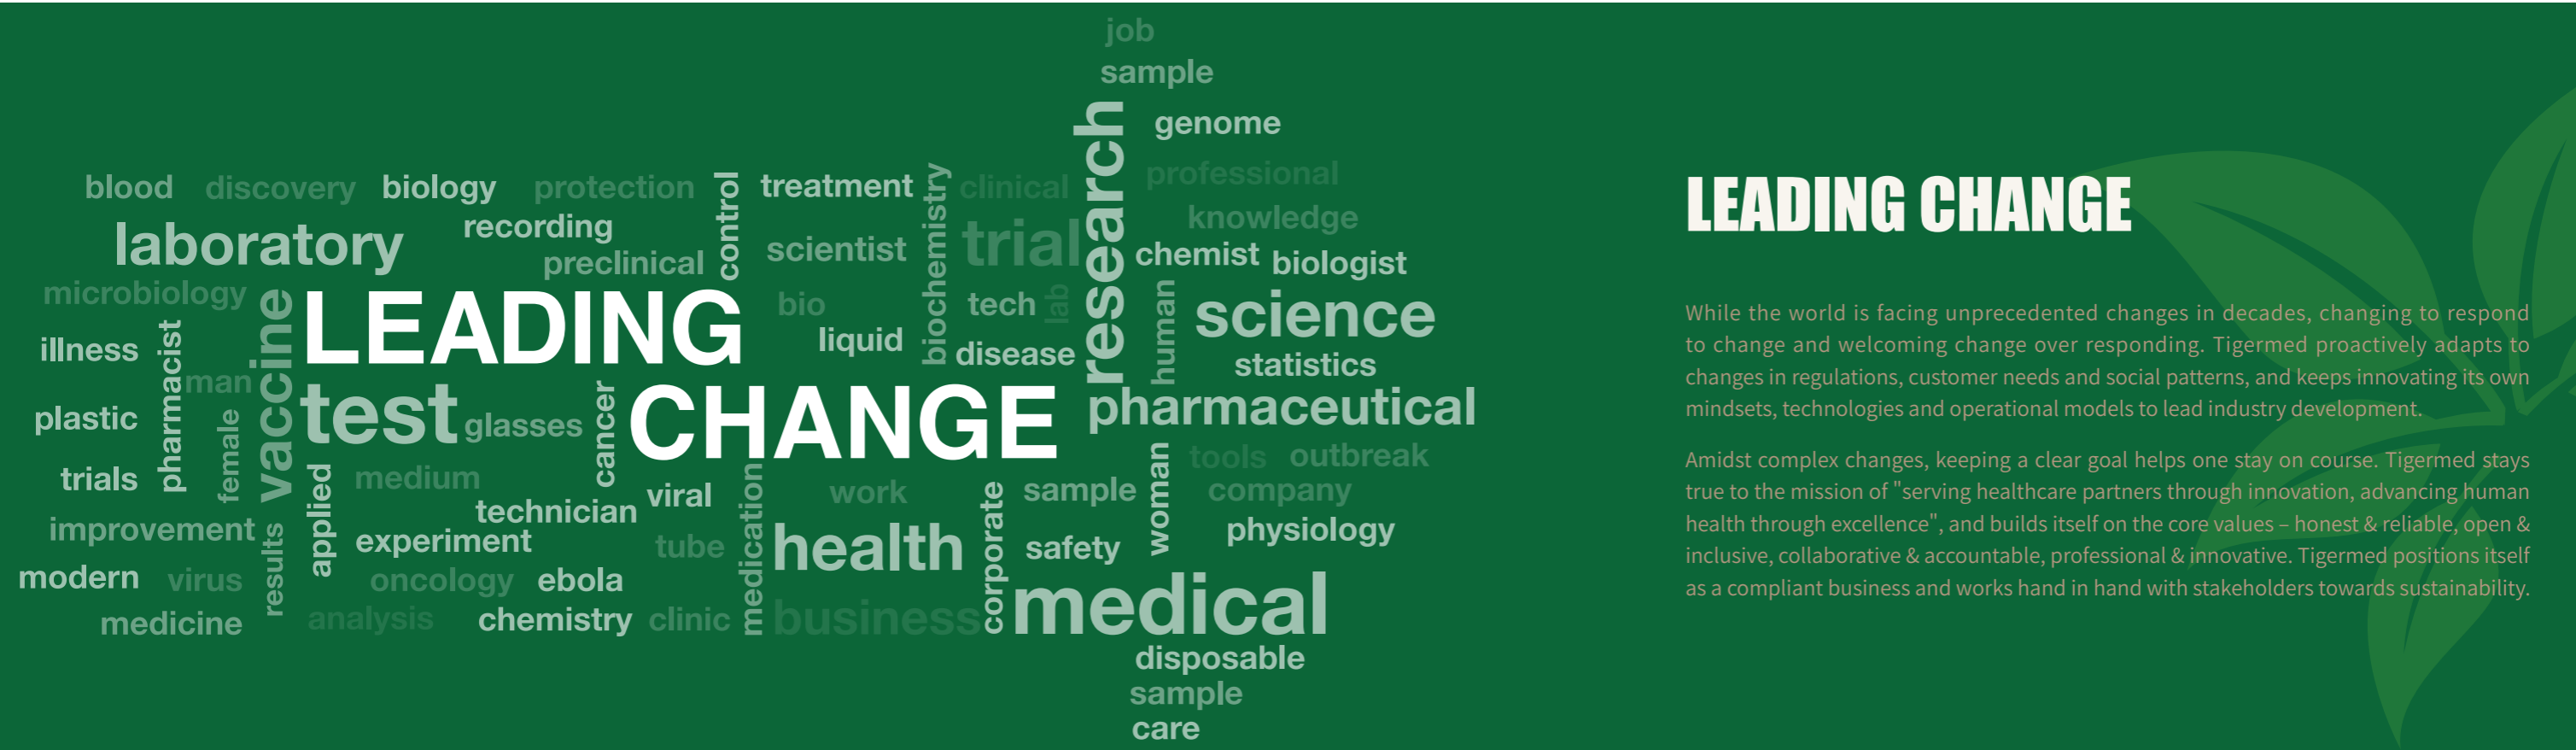 job
sample
genome
research
professional
blood discovery biology protection control treatment biochemistry clinical
knowledge
laboratory recording scientist trial
preclinical chemist biologist
microbiology vaccine LEADING bio tech lab human science
illness pharmacist liquid disease statistics
man
plastic female test glasses cancer CHANGE pharmaceutical
trials applied medium medication woman tools outbreak
technician viral work corporate sample company
improvement results experiment tube health safety physiology
modern virus oncology ebola
medicine analysis chemistry clinic business medical
disposable
sample
care
LEADING CHANGE
While the world is facing unprecedented changes in decades, changing to respond
to change and welcoming change over responding. Tigermed proactively adapts to
changes in regulations, customer needs and social patterns, and keeps innovating its own
mindsets, technologies and operational models to lead industry development.
Amidst complex changes, keeping a clear goal helps one stay on course. Tigermed stays
true to the mission of "serving healthcare partners through innovation, advancing human
health through excellence", and builds itself on the core values – honest & reliable, open &
inclusive, collaborative & accountable, professional & innovative. Tigermed positions itself
as a compliant business and works hand in hand with stakeholders towards sustainability.